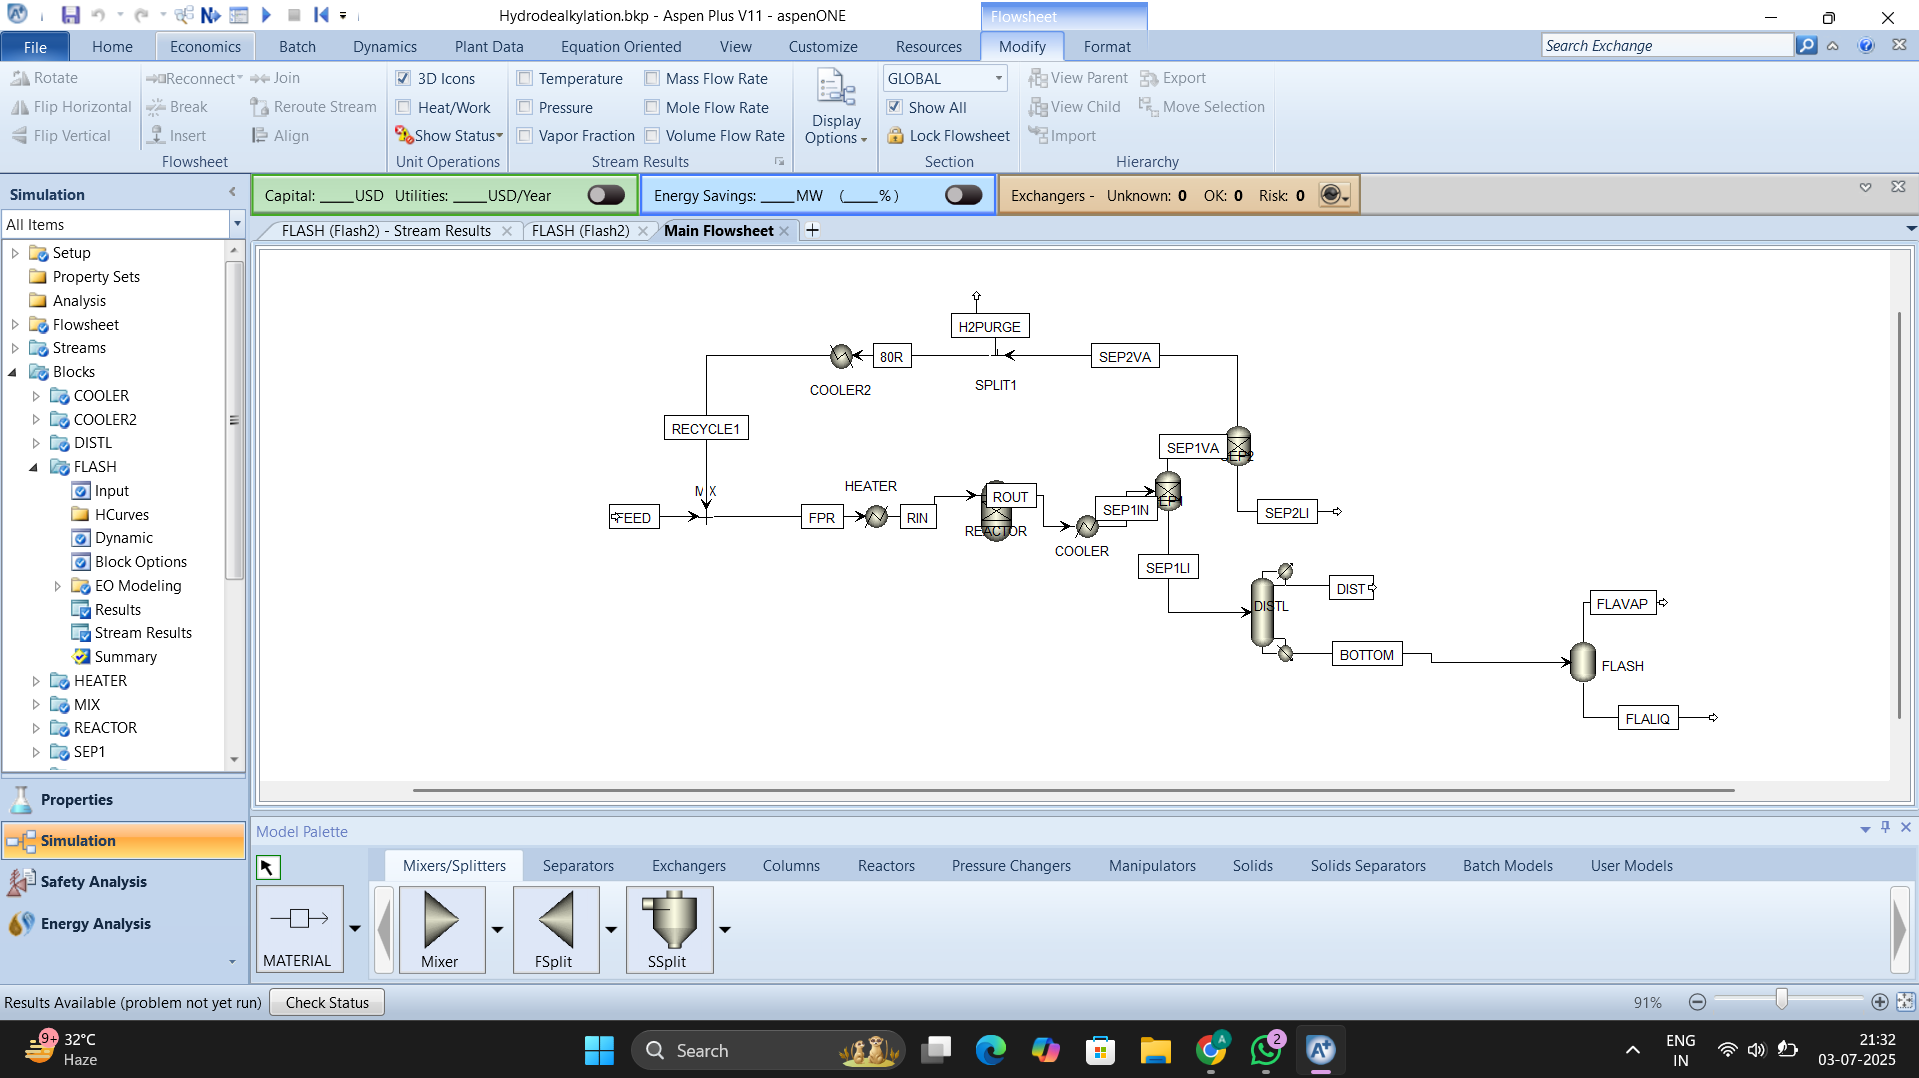 Hydrodealkylation.bkp - Aspen Plus V11 - aspenONE
Flowsheet
File Home Economics Batch Dynamics Plant Data Equation Oriented View Customize Resources Modify Format
Search Exchange
Rotate Reconnect Join
Flip Horizontal Break Reroute Stream
Flip Vertical Insert Align
Flowsheet
3D Icons
Heat/Work
Show Status
Unit Operations
Temperature Mass Flow Rate
Pressure Mole Flow Rate
Vapor Fraction Volume Flow Rate
Stream Results
Display
Options
GLOBAL
Show All
Lock Flowsheet
Section
View Parent Export
View Child Move Selection
Import
Hierarchy
Capital: ____USD Utilities: ____USD/Year
Energy Savings: ____MW (____%)
Exchangers - Unknown: 0 OK: 0 Risk: 0
Simulation
All Items
Setup
Property Sets
Analysis
Flowsheet
Streams
Blocks
COOLER
COOLER2
DISTL
FLASH
Input
HCurves
Dynamic
Block Options
EO Modeling
Results
Stream Results
Summary
HEATER
MIX
REACTOR
SEP1
Properties
Simulation
Safety Analysis
Energy Analysis
FLASH (Flash2) - Stream Results FLASH (Flash2) Main Flowsheet
H2PURGE
80R
SEP2VA
COOLER2
SPLIT1
RECYCLE1
SEP1VA
SEP2
MIX
HEATER
FEED
FPR
RIN
ROUT
REACTOR
COOLER
SEP1IN
SEP2LI
SEP1LI
DISTL
DIST
BOTTOM
FLAVAP
FLASH
FLALIQ
Model Palette
Mixers/Splitters Separators Exchangers Columns Reactors Pressure Changers Manipulators Solids Solids Separators Batch Models User Models
MATERIAL Mixer FSplit SSplit
Results Available (problem not yet run) Check Status
91%
9+ 32°C
Haze
Search
A
2
ENG
IN
21:32
03-07-2025